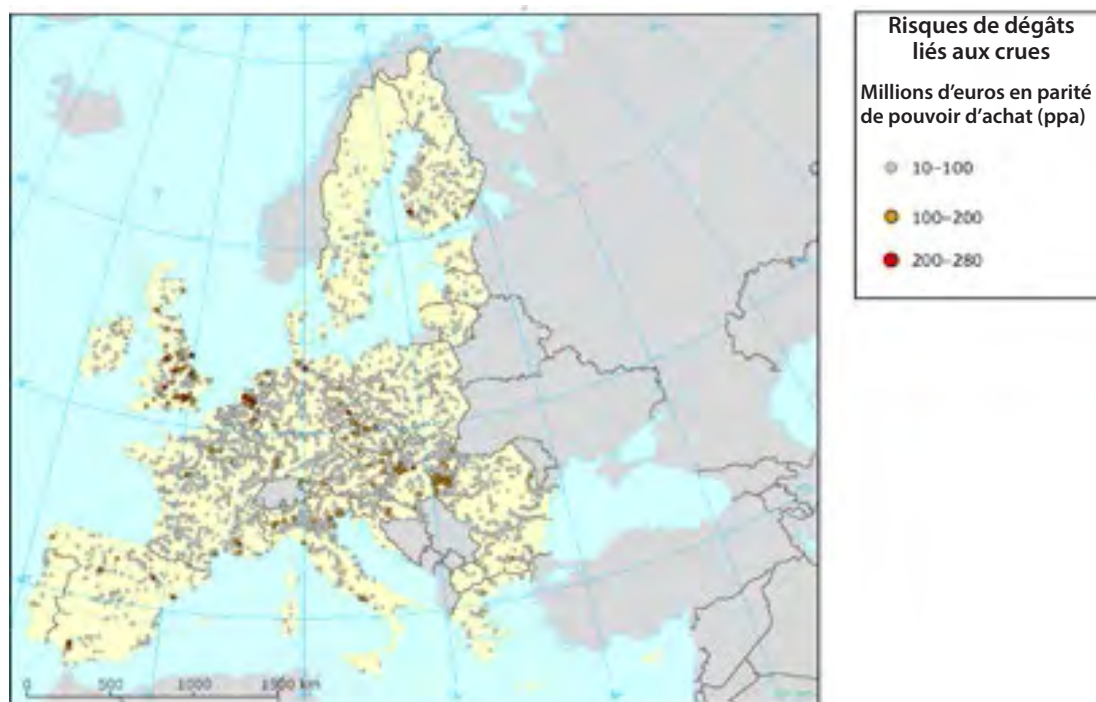 Risques de dégâts
liés aux crues
Millions d'euros en parité
de pouvoir d'achat (ppa)
10–100
100–200
200–280
0 500 1000 1500 km